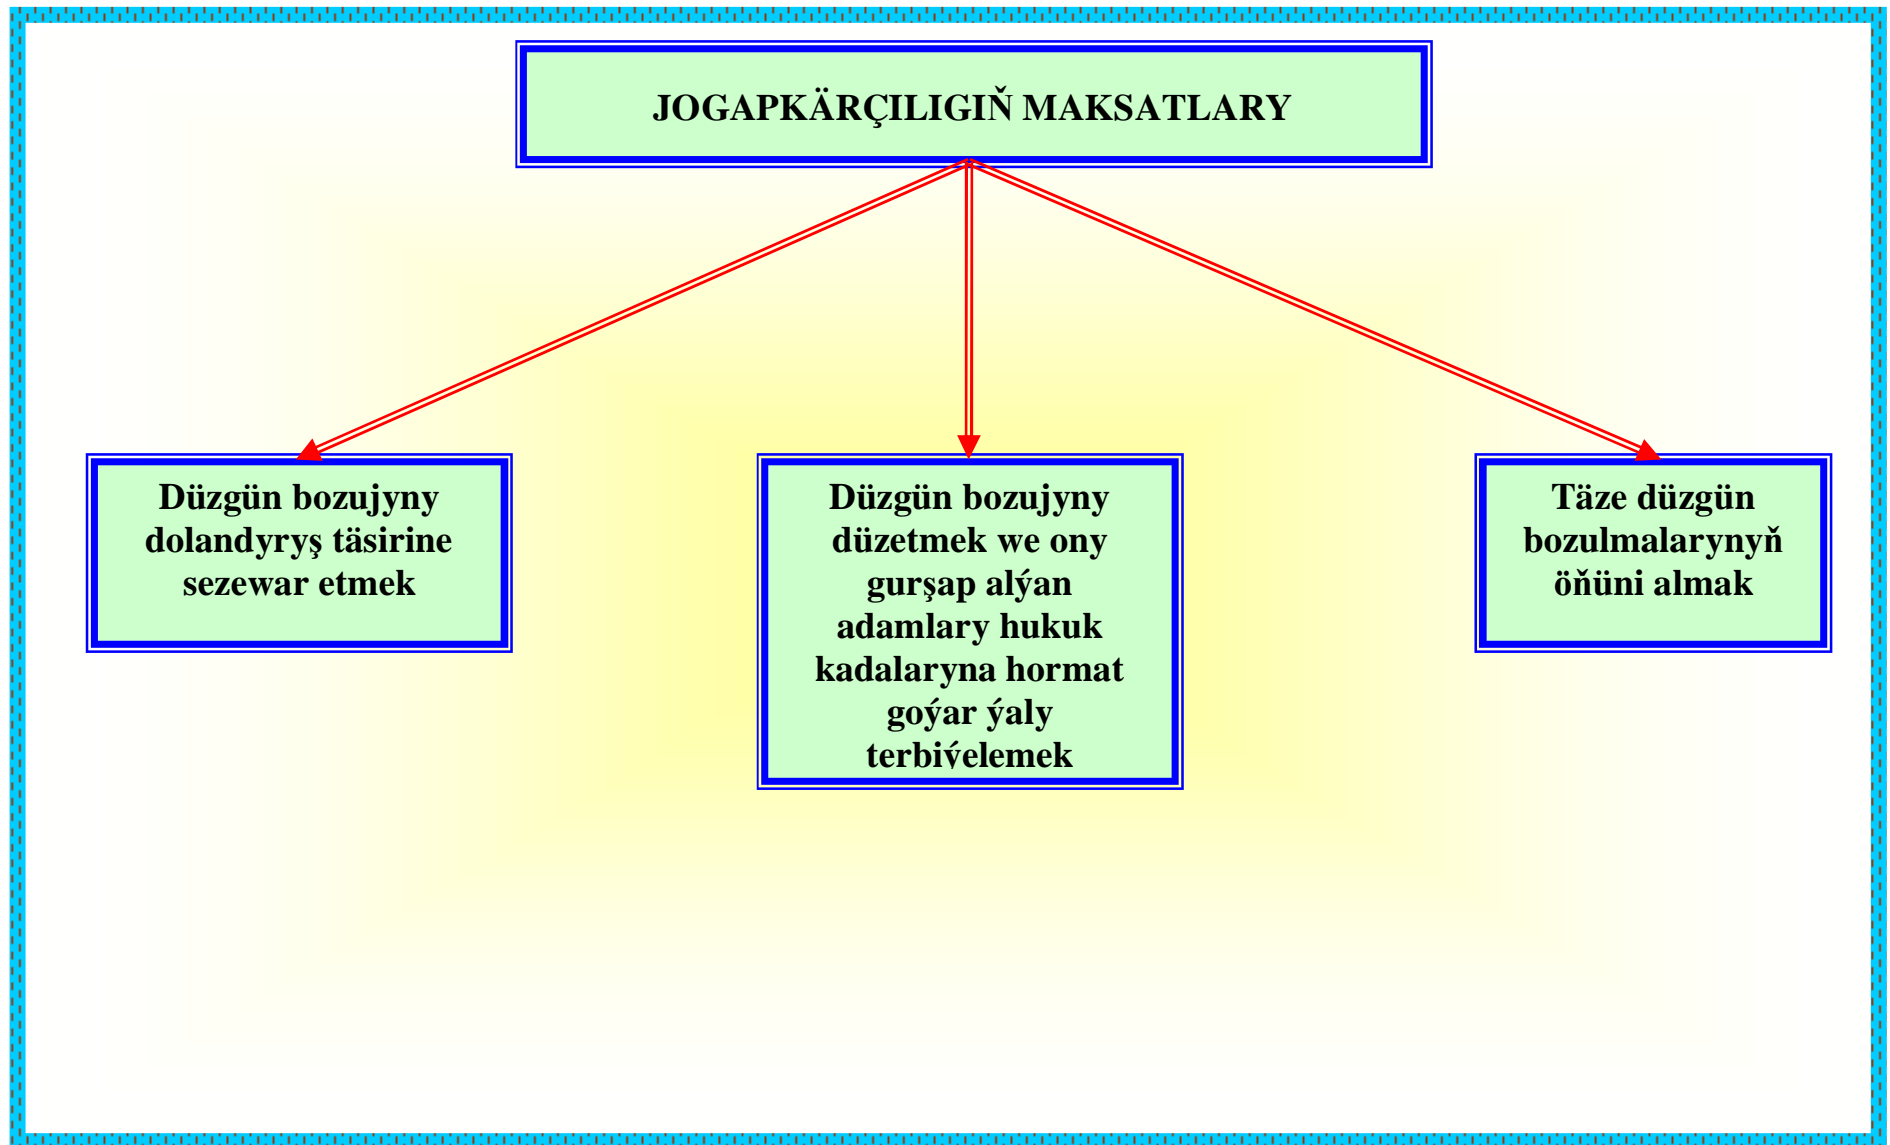 JOGAPKÄRÇILIGIŇ MAKSATLARY
Düzgün bozujyny
dolandyryş täsirine
sezewar etmek
Düzgün bozujyny
düzetmek we ony
gurşap alýan
adamlary hukuk
kadalaryna hormat
goýar ýaly
terbiýelemek
Täze düzgün
bozulmalarynyň
öňüni almak